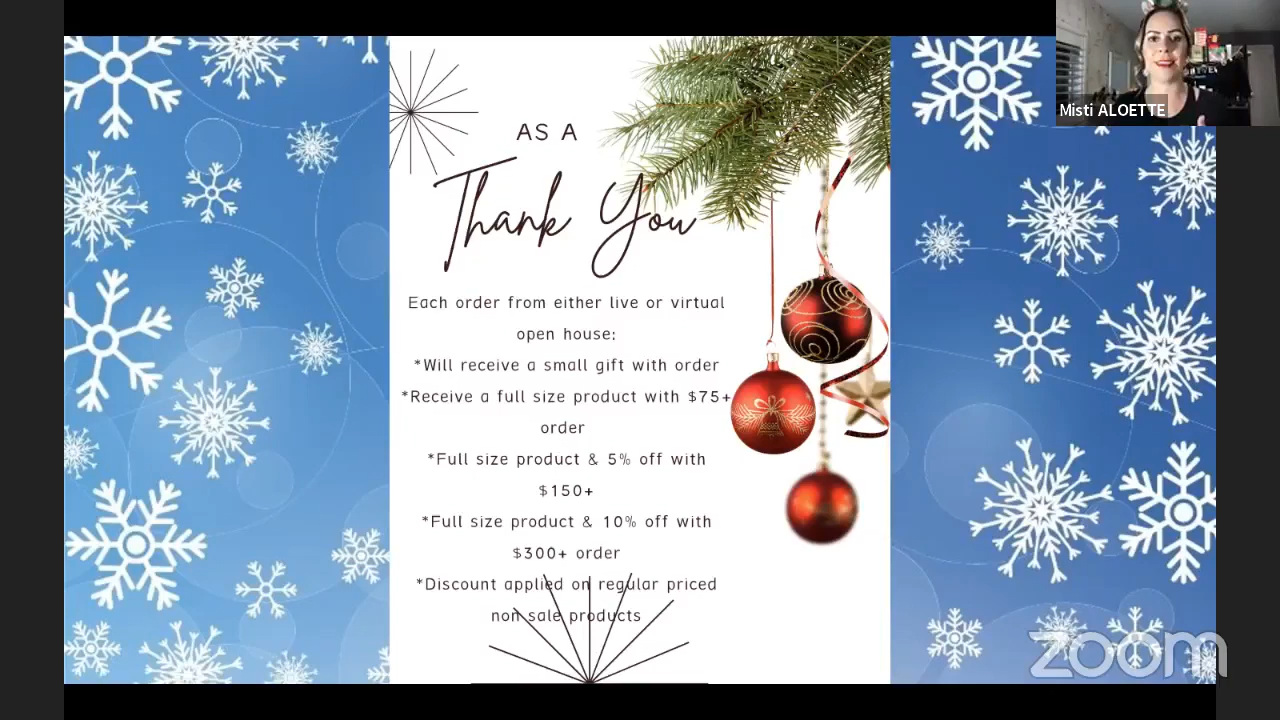 Misti ALOETTE
AS A
Thank You
Each order from either live or virtual
open house:
*Will receive a small gift with order
*Receive a full size product with $75+
order
*Full size product & 5% off with
$150+
*Full size product & 10% off with
$300+ order
*Discount applied on regular priced
non sale products
zoom